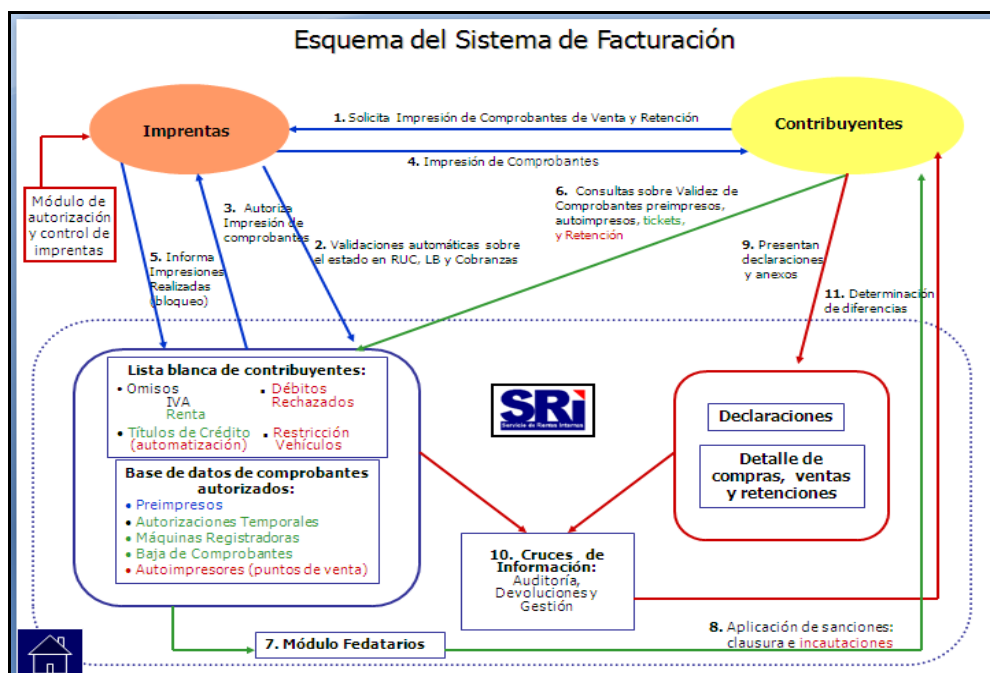 Esquema del Sistema de Facturación
Imprentas
Contribuyentes
1. Solicita Impresión de Comprobantes de Venta y Retención
4. Impresión de Comprobantes
Módulo de
autorización
y control de
imprentas
3. Autoriza
Impresión de
comprobantes
6. Consultas sobre Validez de
Comprobantes preimpresos,
autoimpresos, tickets,
y Retención
2. Validaciones automáticas sobre
el estado en RUC, LB y Cobranzas
5. Informa
Impresiones
Realizadas
(bloqueo)
9. Presentan
declaraciones
y anexos
11. Determinación
de diferencias
Lista blanca de contribuyentes:
• Omisos
IVA
Renta
▪ Débitos
Rechazados
• Títulos de Crédito
(automatización)
▪ Restricción
Vehículos
Base de datos de comprobantes
autorizados:
• Preimpresos
• Autorizaciones Temporales
• Máquinas Registradoras
• Baja de Comprobantes
• Autoimpresores (puntos de venta)
SRi
Servicio de Rentas Internas
Declaraciones
Detalle de
compras, ventas
y retenciones
10. Cruces de
Información:
Auditoría,
Devoluciones y
Gestión
7. Módulo Fedatarios
8. Aplicación de sanciones:
clausura e incautaciones